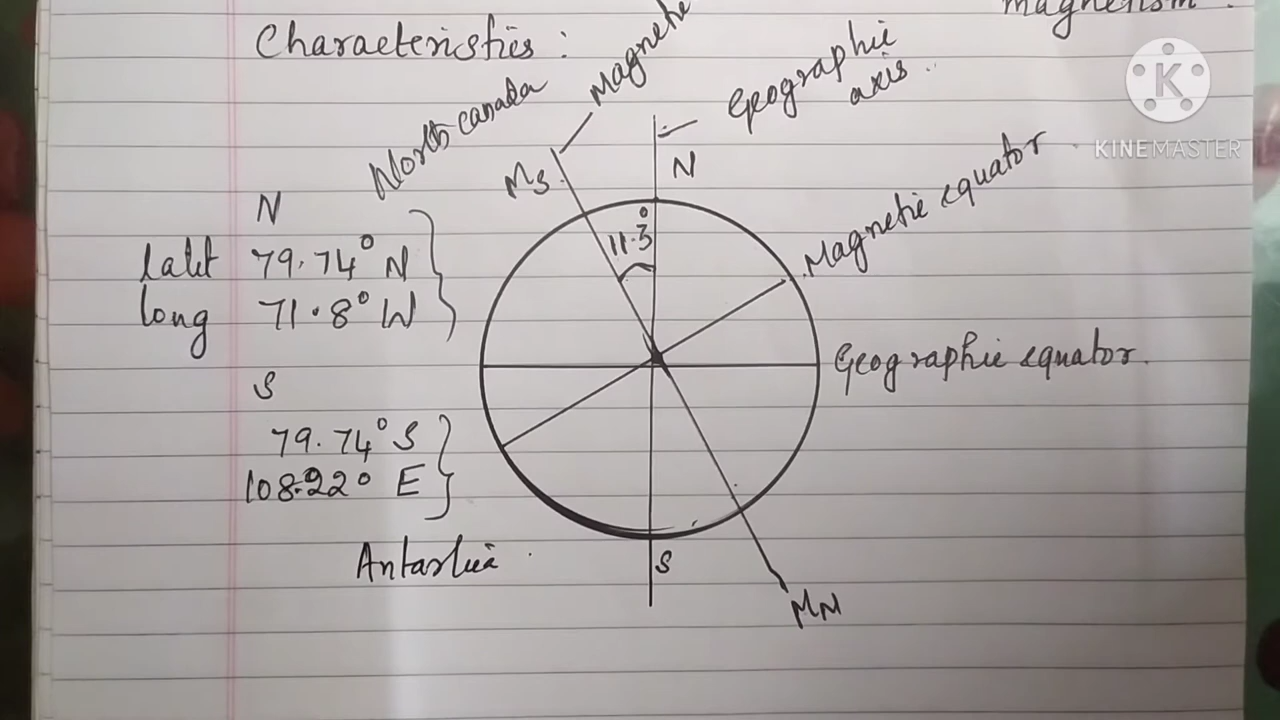 magnetism.
Characteristics :
Magnetic
Geographic
axis..
North canada
Ms.
N
Magnetic equator
N
latit 79.74° N
long 71.8° W
11.3°
Geographic equator.
S
79.74° S
108.22° E
Antartica
S
MN
K
KINEMASTER